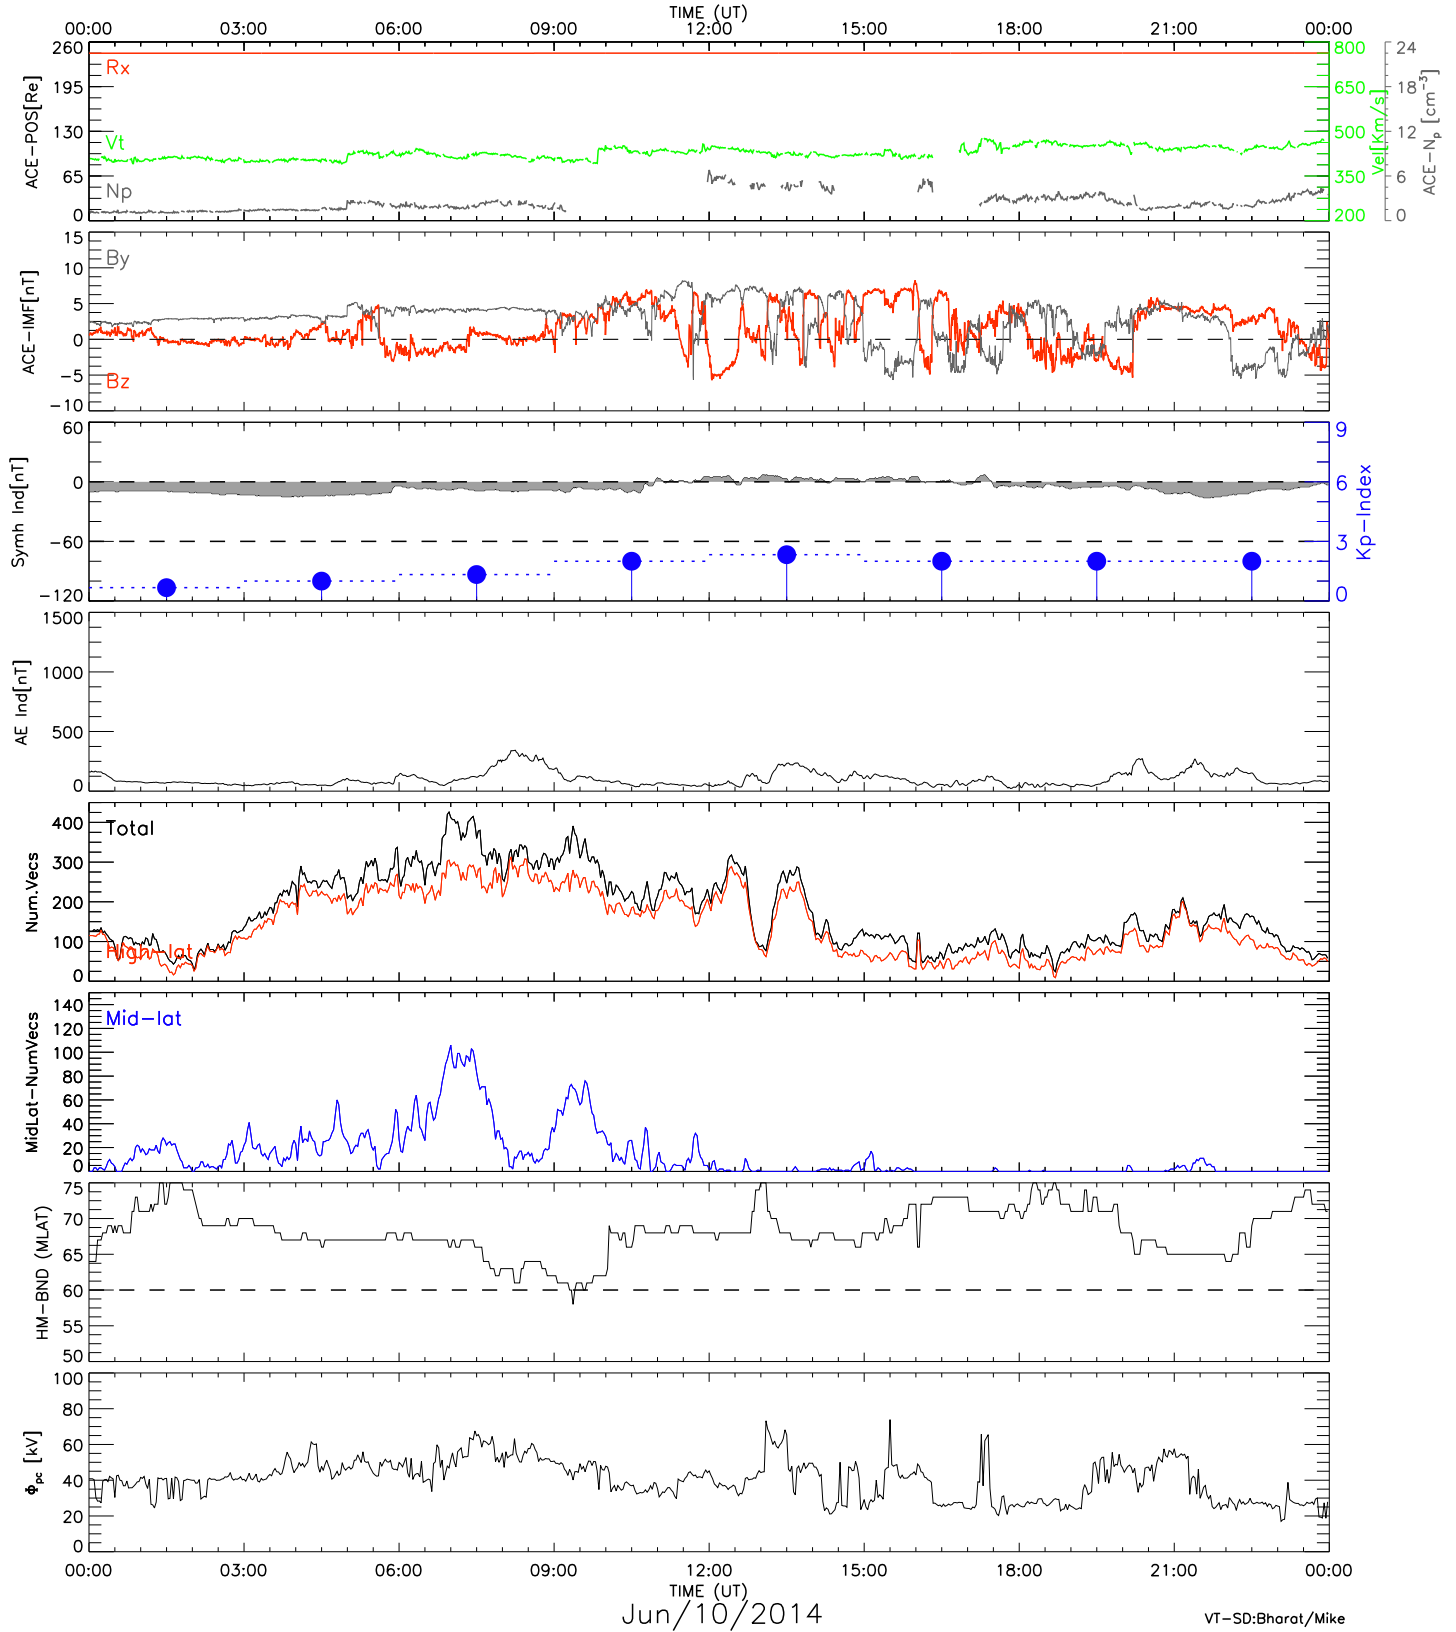 TIME (UT)
00:00 03:00 06:00 09:00 12:00 15:00 18:00 21:00 00:00
ACE-POS[Re]
260
195
130
65
0
Rx
Vt
Np
800
650
500
350
200
Vel[Km/s]
24
18
12
6
0
ACE-Np [cm⁻³]
ACE-IMF[nT]
15
10
5
0
-5
-10
By
Bz
Symh Ind[nT]
60
0
-60
-120
9
6
3
0
Kp-Index
AE Ind[nT]
1500
1000
500
0
Num.Vecs
400
300
200
100
0
Total
High-lat
MidLat-NumVecs
140
120
100
80
60
40
20
0
Mid-lat
HM-BND (MLAT)
75
70
65
60
55
50
Φpc [kV]
100
80
60
40
20
0
00:00 03:00 06:00 09:00 12:00 15:00 18:00 21:00 00:00
TIME (UT)
Jun/10/2014
VT-SD:Bharat/Mike